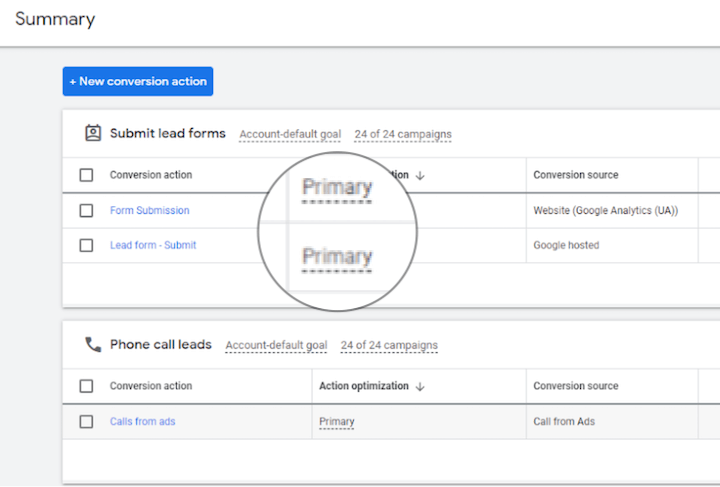 Summary
+ New conversion action
Submit lead forms Account-default goal 24 of 24 campaigns
Conversion action Conversion source
Form Submission Primary Website (Google Analytics (UA))
Lead form - Submit Primary Google hosted
Phone call leads Account-default goal 24 of 24 campaigns
Conversion action Action optimization Conversion source
Calls from ads Primary Call from Ads